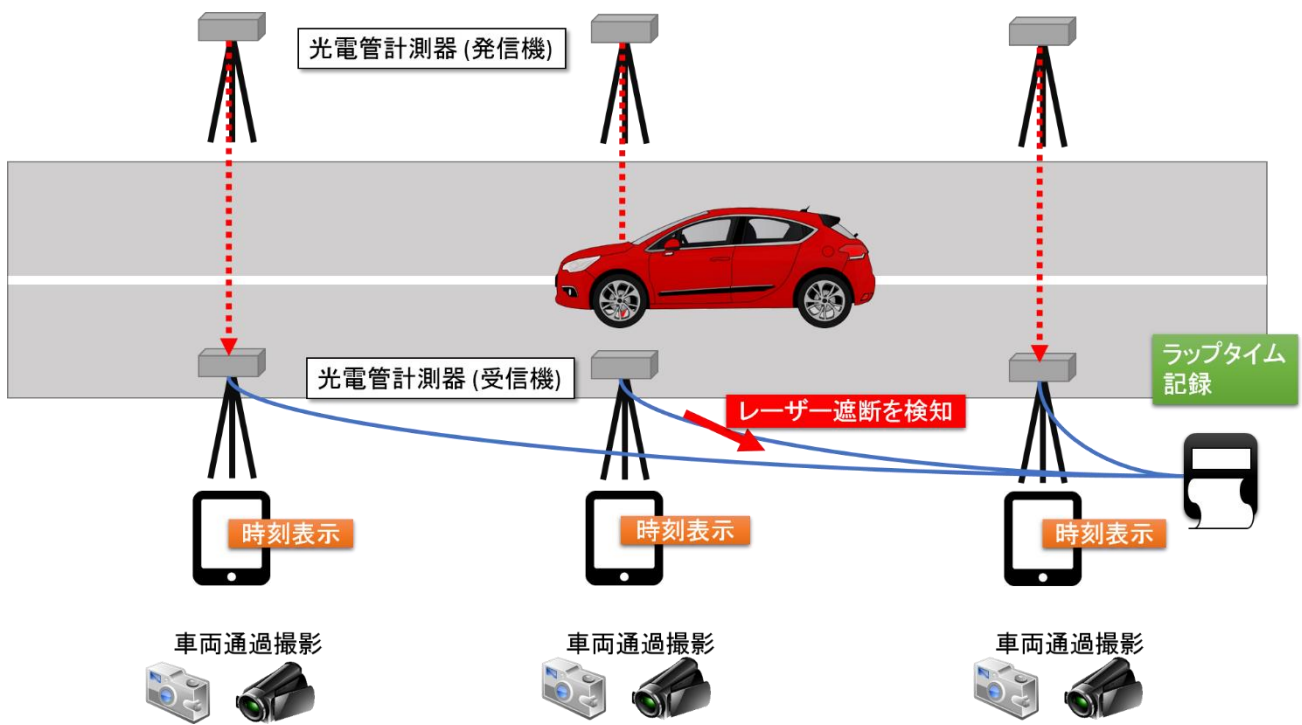 光電管計測器 (発信機)
光電管計測器 (受信機)
ラップタイム
記録
レーザー遮断を検知
時刻表示
時刻表示
時刻表示
車両通過撮影
車両通過撮影
車両通過撮影